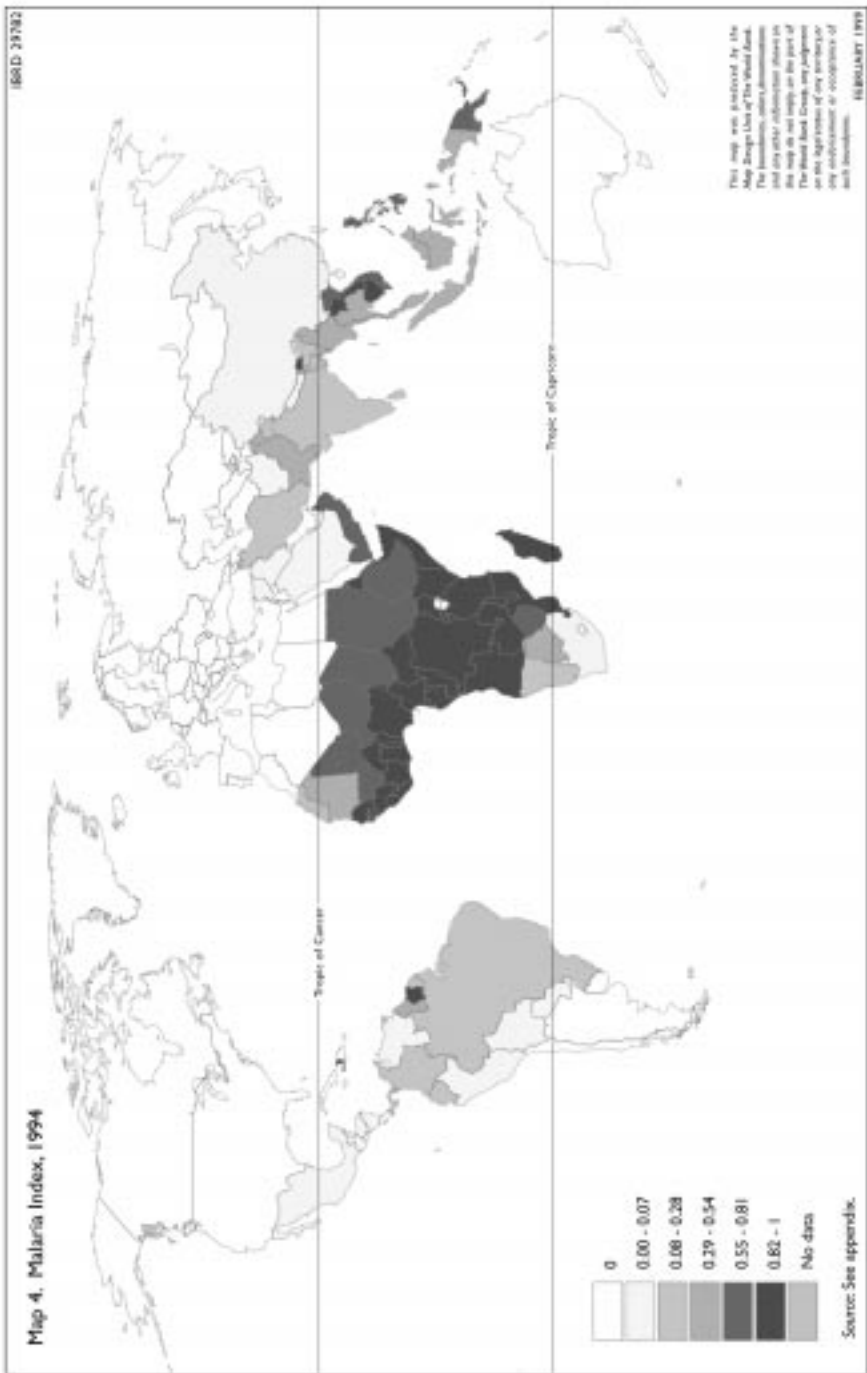 Map 4. Malaria Index, 1994
IBRD 29782
Tropic of Cancer
Tropic of Capricorn
0
0.00 - 0.07
0.08 - 0.28
0.29 - 0.54
0.55 - 0.81
0.82 - 1
No data
Source: See appendix.
This map was produced by the
Map Design Unit of The World Bank.
The boundaries, colors, denominations
and any other information shown on
this map do not imply, on the part of
The World Bank Group, any judgment
on the legal status of any territory, or
any endorsement or acceptance of
such boundaries.
FEBRUARY 1999